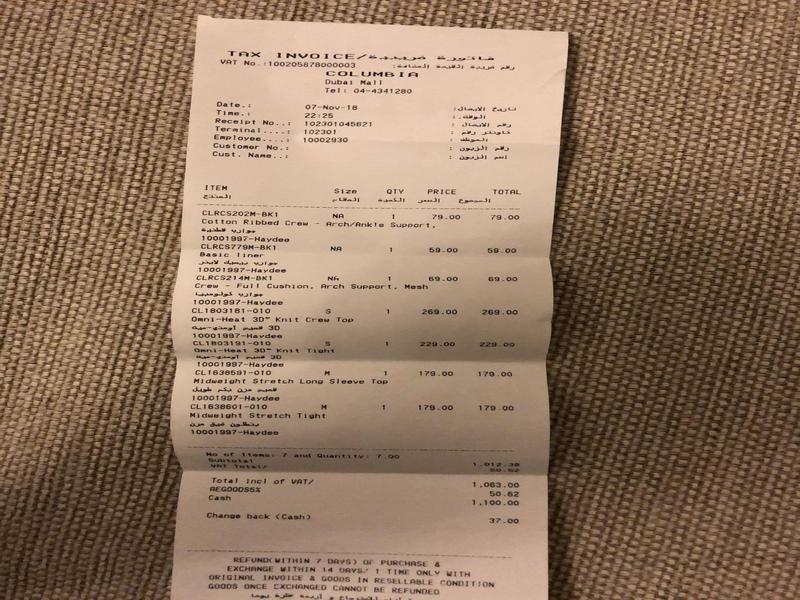 TAX INVOICE/فاتورة ضريبية
VAT No.:100205878000003 رقم ضريبة القيمة المضافة:
COLUMBIA
Dubai Mall
Tel: 04-4341280
Date.: 07-Nov-18 تاريخ الايصال:
Time.: 22:25 الوقت:
Receipt No.: 102301045621 رقم الايصال :
Terminal....: 102301 كاونتر رقم :
Employee....: 10002930 الموظف :
Customer No.: رقم الزبون :
Cust. Name..: اسم الزبون :
ITEM Size QTY PRICE TOTAL
المنتج المقاس الكمية السعر المجموع
CLRCS202M-BK1 NA 1 79.00 79.00
Cotton Ribbed Crew - Arch/Ankle Support,
جوارب قطنية
10001997-Haydee
CLRCS779M-BK1 NA 1 59.00 59.00
Basic liner
جوارب بيسيك لاينر
10001997-Haydee
CLRCS214M-BK1 NA 1 69.00 69.00
Crew - Full Cushion, Arch Support, Mesh
جوارب كولومبيا
10001997-Haydee
CL1803181-010 S 1 269.00 269.00
Omni-Heat 3D™ Knit Crew Top
قميص أومني-هيت 3D
10001997-Haydee
CL1803191-010 S 1 229.00 229.00
Omni-Heat 3D™ Knit Tight
قميص أومني-هيت 3D
10001997-Haydee
CL1638591-010 M 1 179.00 179.00
Midweight Stretch Long Sleeve Top
قميص مرن بكم طويل
10001997-Haydee
CL1638601-010 M 1 179.00 179.00
Midweight Stretch Tight
بنطلون ضيق مرن
10001997-Haydee
No of Items: 7 and Quantity: 7.00
Subtotal 1,012.38
VAT Total/ 50.62
Total incl of VAT/ 1,063.00
AEGOODS5% 50.62
Cash 1,100.00
Change back (Cash) 37.00
REFUND(WITHIN 7 DAYS) OF PURCHASE &
EXCHANGE WITHIN 14 DAYS/ 1 TIME ONLY WITH
ORIGINAL INVOICE & GOODS IN RESELLABLE CONDITION
GOODS ONCE EXCHANGED CANNOT BE REFUNDED